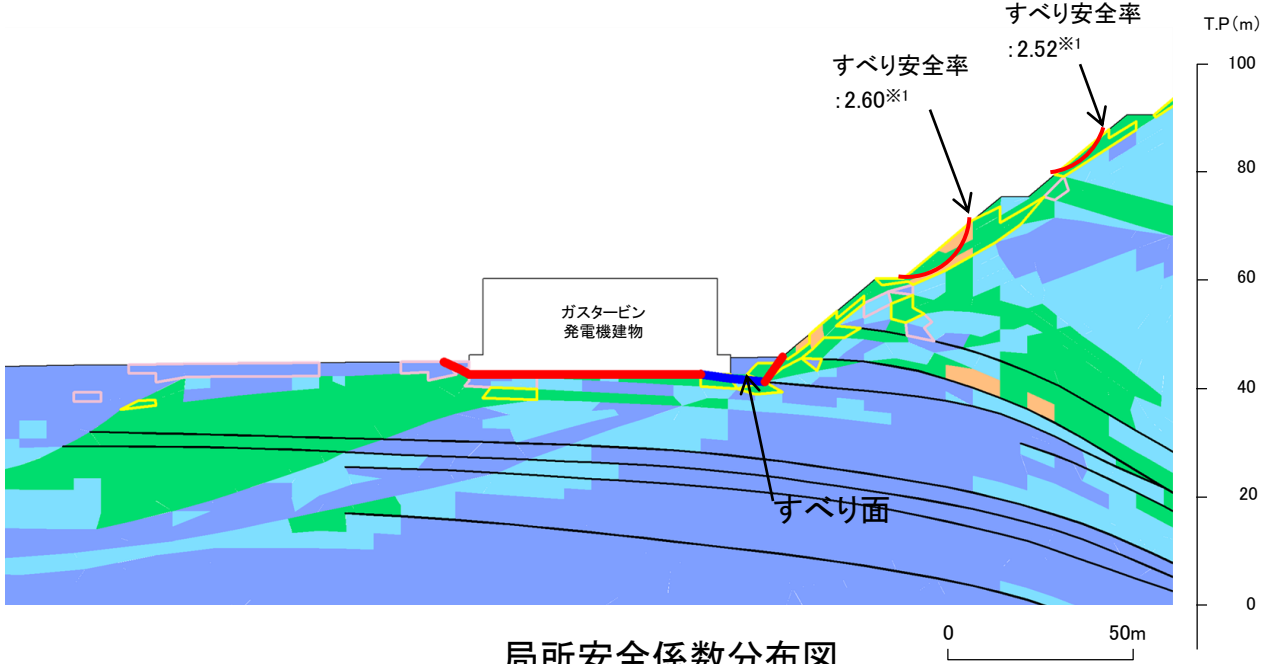 すべり安全率
:2.52※1
T.P(m)
すべり安全率
:2.60※1
100
80
60
ガスタービン
発電機建物
40
20
すべり面
0
0 50m
局所安全係数分布図